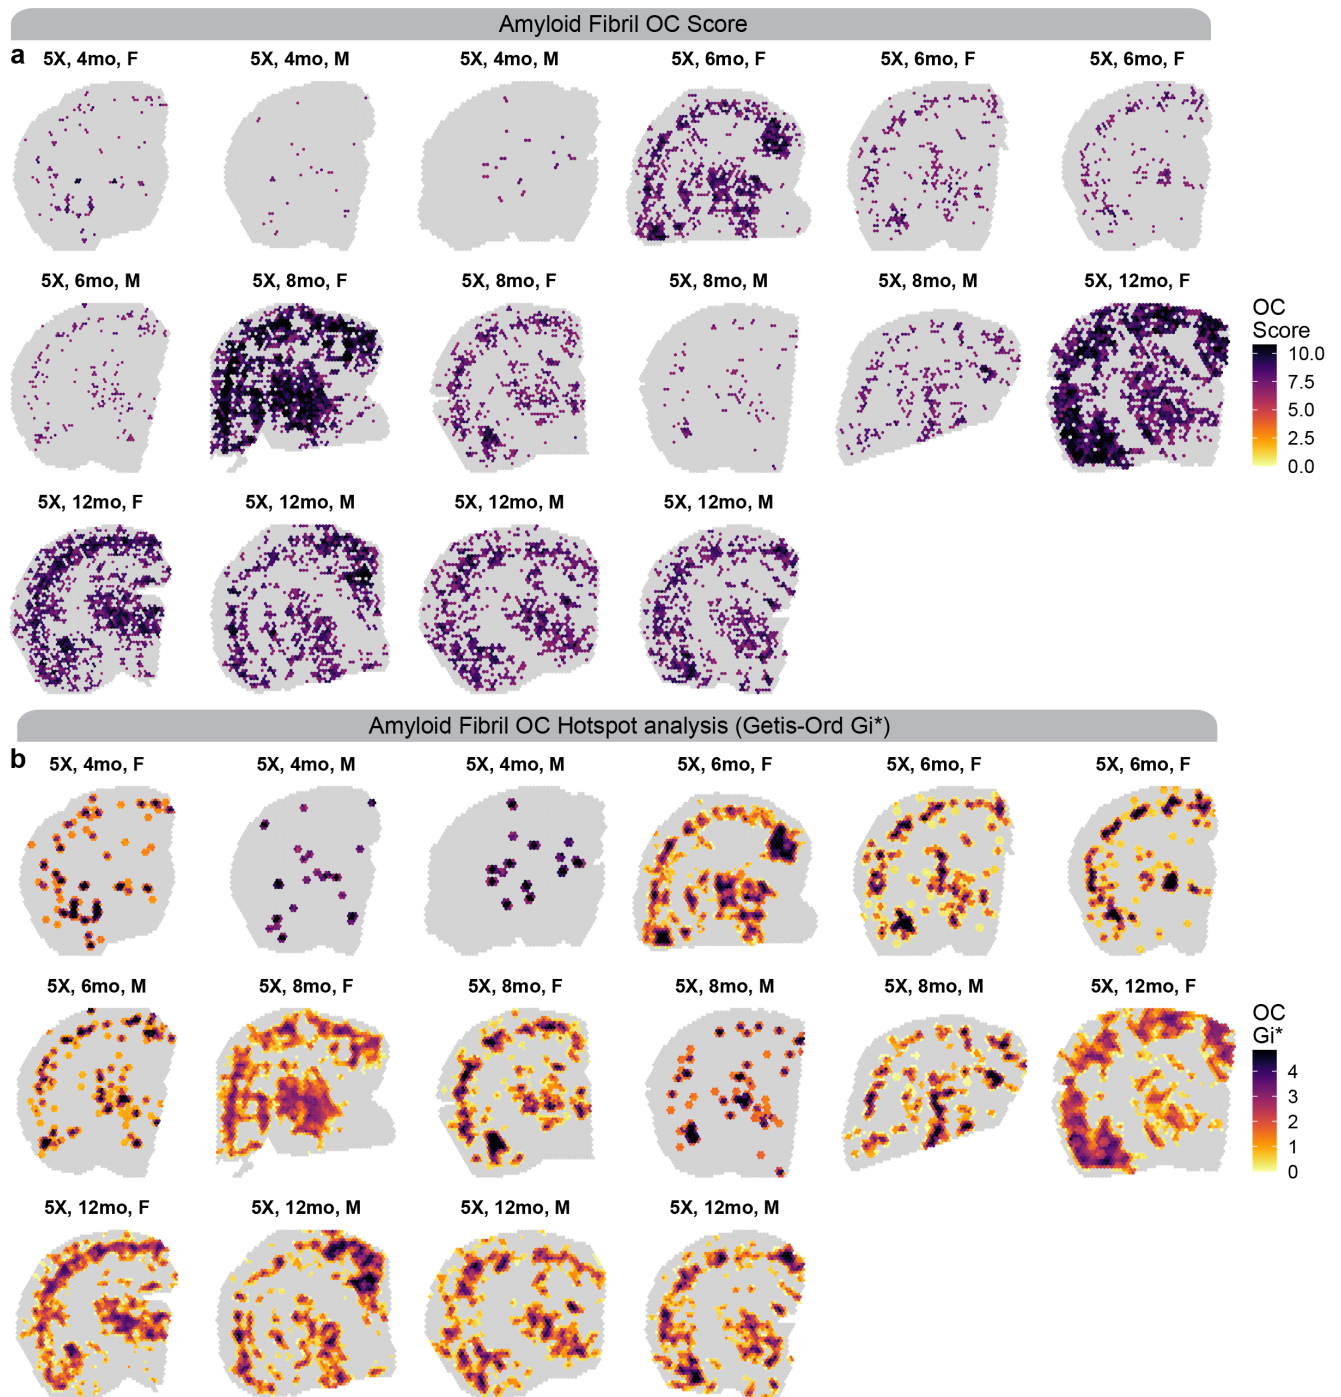 Amyloid Fibril OC Score
a
5X, 4mo, F
5X, 4mo, M
5X, 4mo, M
5X, 6mo, F
5X, 6mo, F
5X, 6mo, F
5X, 6mo, M
5X, 8mo, F
5X, 8mo, F
5X, 8mo, M
5X, 8mo, M
5X, 12mo, F
OC
Score
10.0
7.5
5.0
2.5
0.0
5X, 12mo, F
5X, 12mo, M
5X, 12mo, M
5X, 12mo, M
Amyloid Fibril OC Hotspot analysis (Getis-Ord Gi*)
b
5X, 4mo, F
5X, 4mo, M
5X, 4mo, M
5X, 6mo, F
5X, 6mo, F
5X, 6mo, F
5X, 6mo, M
5X, 8mo, F
5X, 8mo, F
5X, 8mo, M
5X, 8mo, M
5X, 12mo, F
OC
Gi*
4
3
2
1
0
5X, 12mo, F
5X, 12mo, M
5X, 12mo, M
5X, 12mo, M